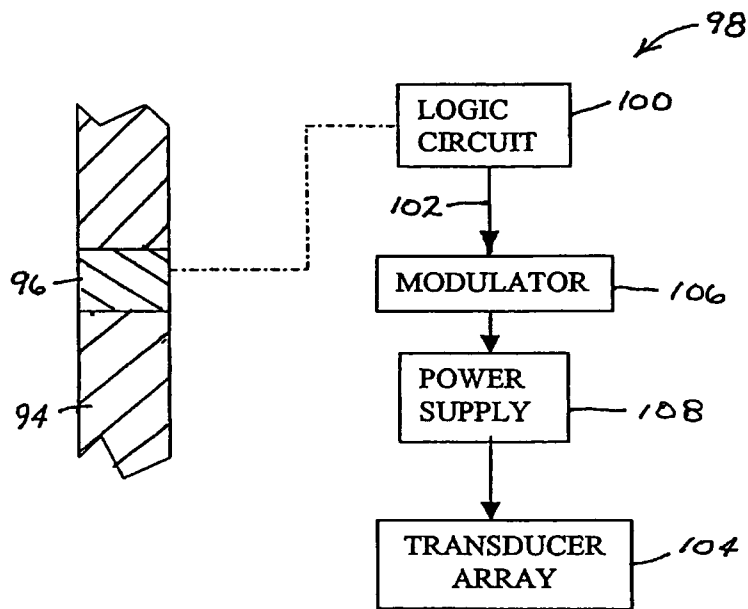 98
LOGIC
CIRCUIT
100
102
96
MODULATOR
106
POWER
SUPPLY
108
94
TRANSDUCER
ARRAY
104